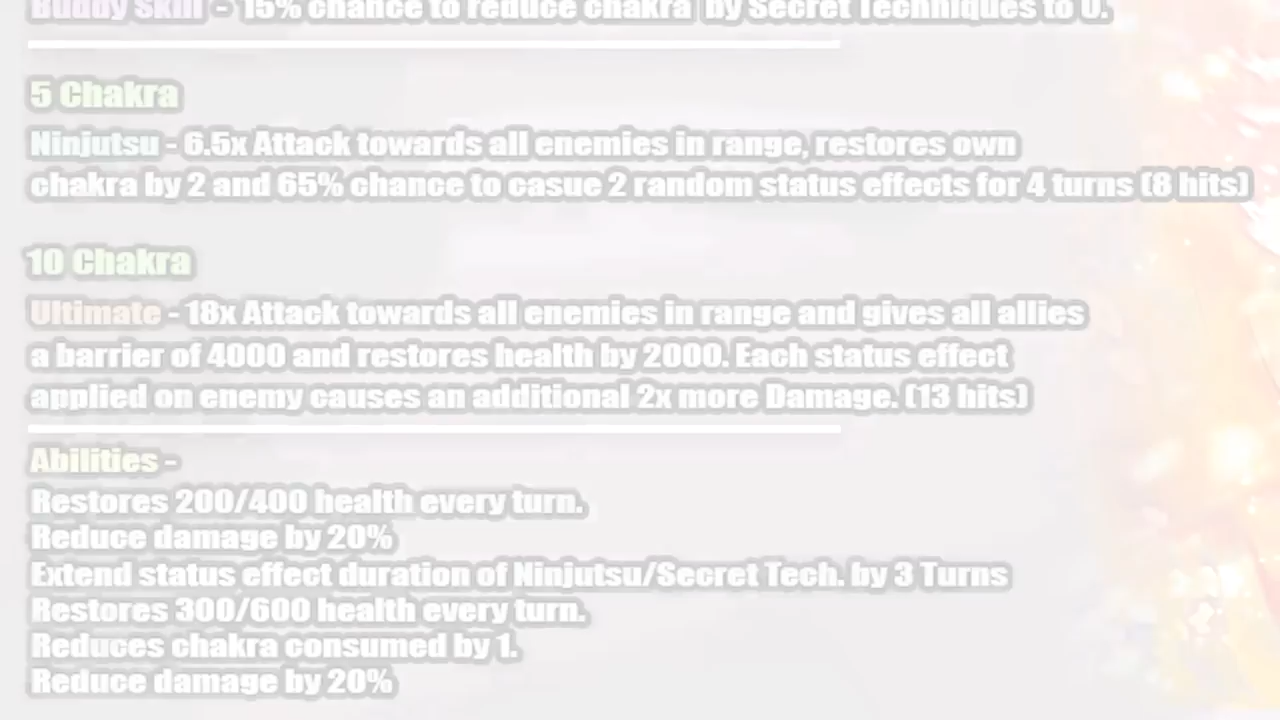 Buddy Skill - 15% chance to reduce chakra by Secret Techniques to 0.
5 Chakra
Ninjutsu - 6.5x Attack towards all enemies in range, restores own
chakra by 2 and 65% chance to casue 2 random status effects for 4 turns (8 hits)
10 Chakra
Ultimate - 18x Attack towards all enemies in range and gives all allies
a barrier of 4000 and restores health by 2000. Each status effect
applied on enemy causes an additional 2x more Damage. (13 hits)
Abilities -
Restores 200/400 health every turn.
Reduce damage by 20%
Extend status effect duration of Ninjutsu/Secret Tech. by 3 Turns
Restores 300/600 health every turn.
Reduces chakra consumed by 1.
Reduce damage by 20%